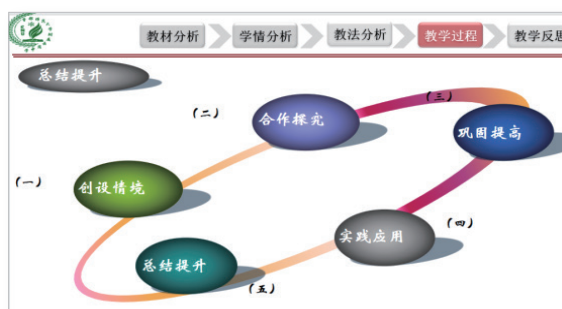 教材分析
学情分析
教法分析
教学过程
教学反思
总结提升
(二)
合作探究
(三)
巩固提高
(一)
创设情境
实践应用
(四)
总结提升
(五)